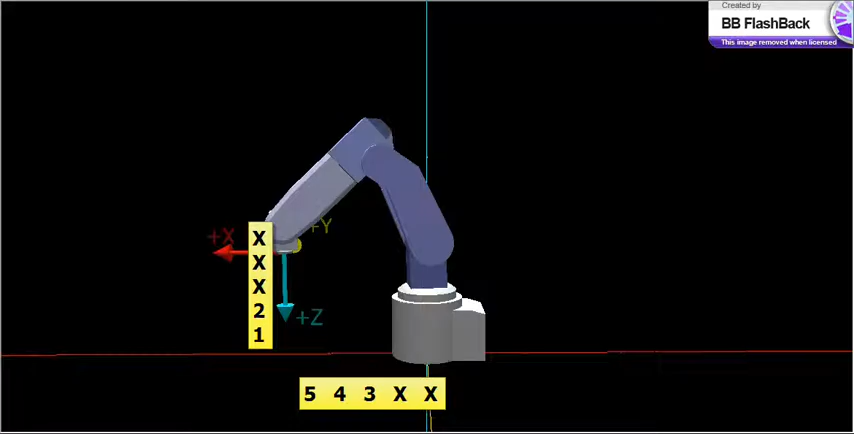 Created by
BB FlashBack
This image removed when licensed
+Y
+X
X
X
X
2
1
+Z
5 4 3 X X